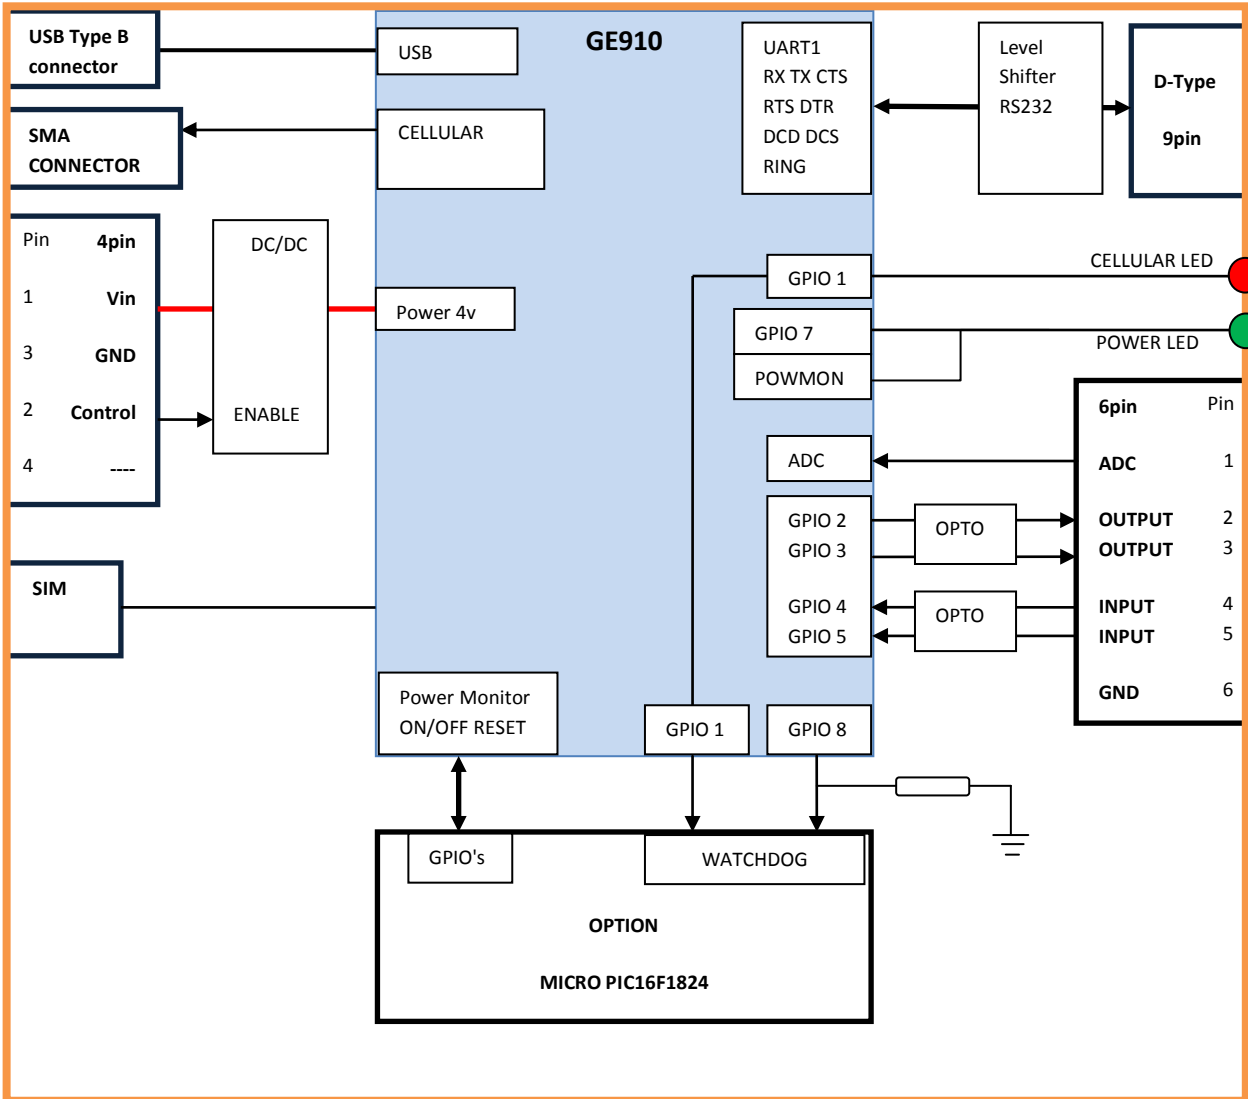 USB Type B
connector
USB
GE910
UART1
RX TX CTS
RTS DTR
DCD DCS
RING
Level
Shifter
RS232
D-Type
9pin
SMA
CONNECTOR
CELLULAR
Pin 4pin
1 Vin
3 GND
2 Control
4 ----
DC/DC
ENABLE
Power 4v
GPIO 1
CELLULAR LED
GPIO 7
POWMON
POWER LED
6pin Pin
ADC 1
OUTPUT 2
OUTPUT 3
INPUT 4
INPUT 5
GND 6
ADC
GPIO 2
GPIO 3
GPIO 4
GPIO 5
OPTO
OPTO
SIM
Power Monitor
ON/OFF RESET
GPIO 1
GPIO 8
GPIO's
WATCHDOG
OPTION
MICRO PIC16F1824